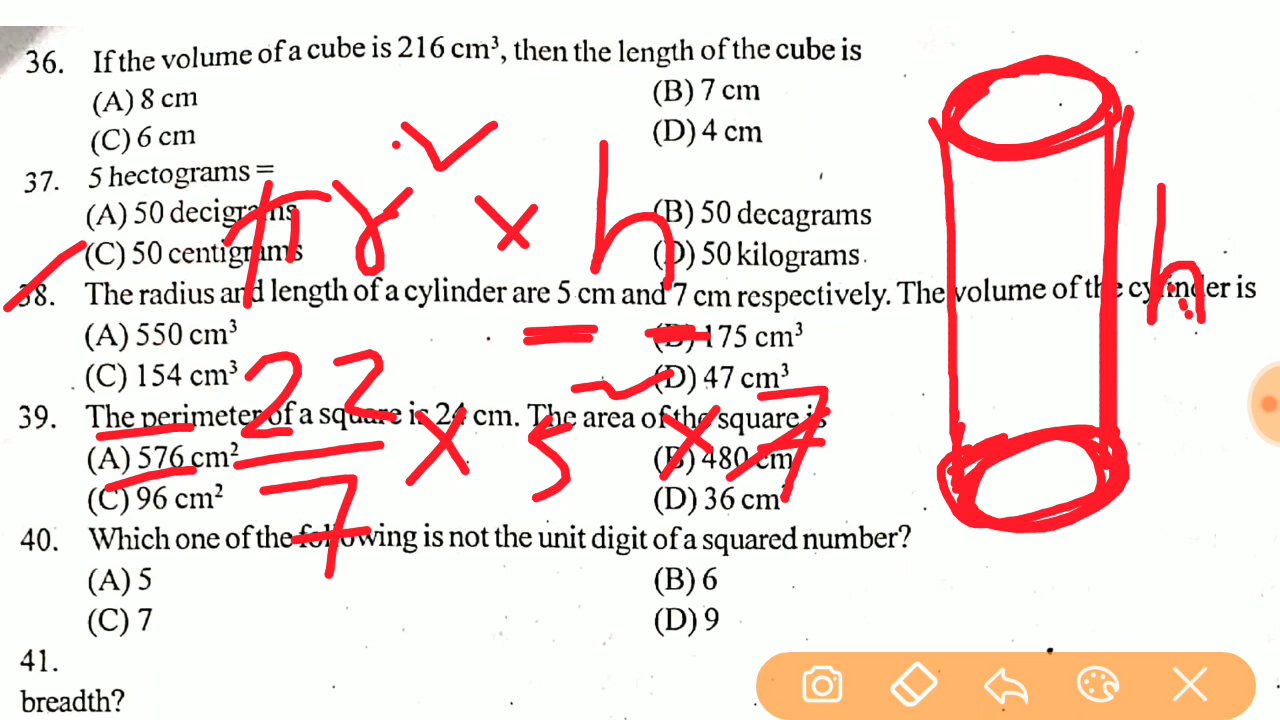 36. If the volume of a cube is 216 cm³, then the length of the cube is
(A) 8 cm (B) 7 cm
(C) 6 cm (D) 4 cm
37. 5 hectograms =
(A) 50 decigrams (B) 50 decagrams
(C) 50 centigrams (D) 50 kilograms
πr² × h
h
38. The radius and length of a cylinder are 5 cm and 7 cm respectively. The volume of the cylinder is
(A) 550 cm³ (B) 175 cm³
(C) 154 cm³ (D) 47 cm³
22/7 × 5 × 7
39. The perimeter of a square is 24 cm. The area of the square is
(A) 576 cm² (B) 480 cm²
(C) 96 cm² (D) 36 cm²
40. Which one of the following is not the unit digit of a squared number?
(A) 5 (B) 6
(C) 7 (D) 9
41.
breadth?